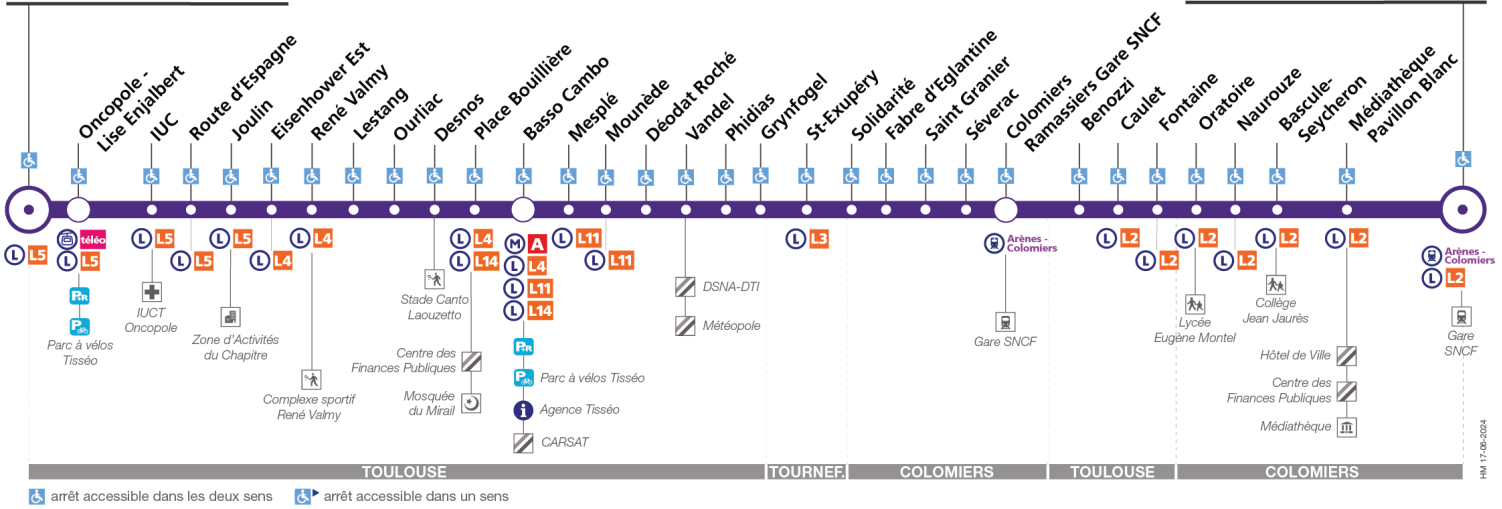 Oncopole -
Lise Enjalbert
IUC
Route d'Espagne
Joulin
Eisenhower Est
René Valmy
Lestang
Ourliac
Desnos
Place Bouillière
Basso Cambo
Mesplé
Mounède
Déodat Roché
Vandel
Phidias
Grynfogel
St-Exupéry
Solidarité
Fabre d'Eglantine
Saint Granier
Séverac
Colomiers
Ramassiers Gare SNCF
Benozzi
Caulet
Fontaine
Oratoire
Naurouze
Bascule-
Seycheron
Médiathèque
Pavillon Blanc
L L5
téléo
L L5
P+R
P
Parc à vélos
Tisséo
L L5
IUCT
Oncopole
L L5
L L5
Zone d'Activités
du Chapitre
L L4
L L4
Complexe sportif
René Valmy
Stade Canto
Laouzetto
L L4
L L14
Centre des
Finances Publiques
Mosquée
du Mirail
M A
L L4
L L11
L L14
P+R
P
Parc à vélos Tisséo
i
Agence Tisséo
CARSAT
L L11
L L11
DSNA-DTI
Météopole
L L3
Arènes -
Colomiers
Gare SNCF
L L2
L L2
Lycée
Eugène Montel
L L2
L L2
Collège
Jean Jaurès
L L2
Hôtel de Ville
Centre des
Finances Publiques
Médiathèque
Arènes -
Colomiers
L L2
Gare
SNCF
HM 17-06-2024
TOULOUSE
TOURNEF.
COLOMIERS
TOULOUSE
COLOMIERS
arrêt accessible dans les deux sens
arrêt accessible dans un sens